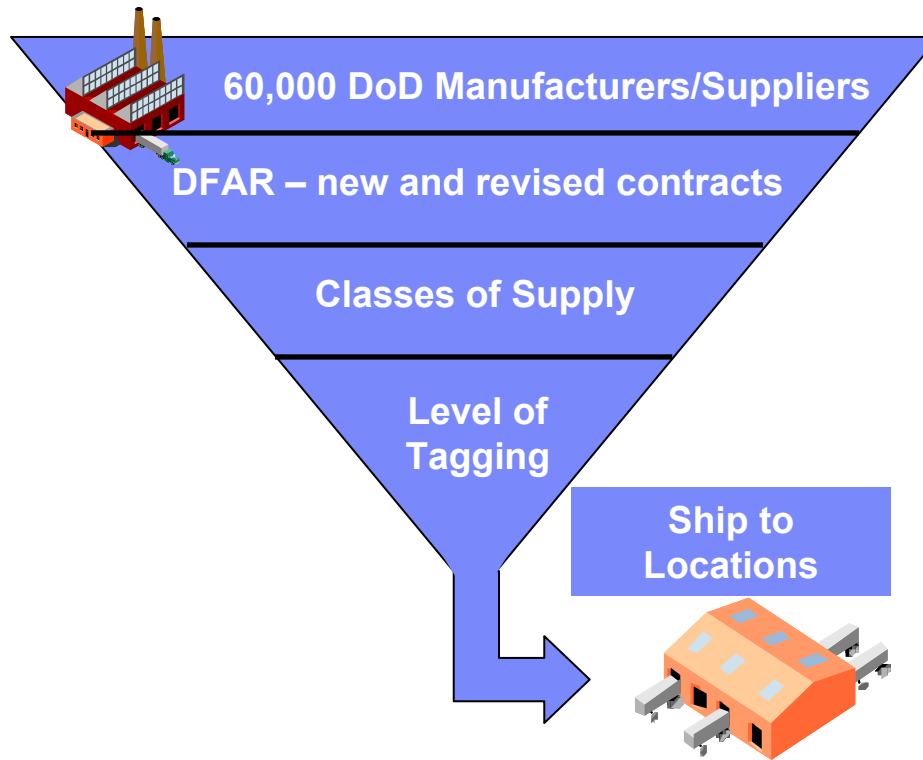 60,000 DoD Manufacturers/Suppliers
DFAR – new and revised contracts
Classes of Supply
Level of
Tagging
Ship to
Locations